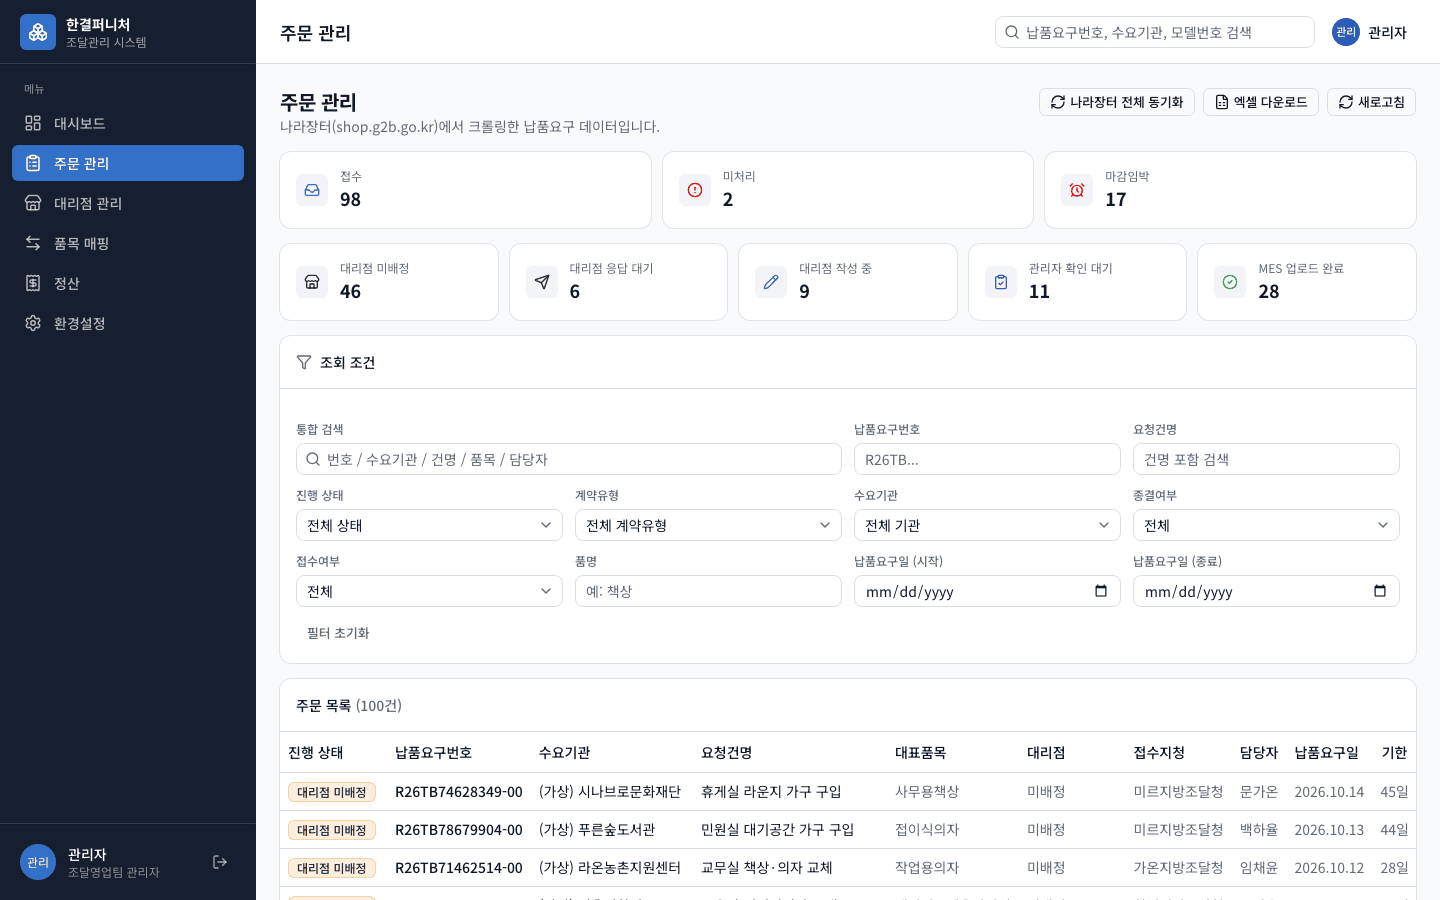 한결퍼니처
조달관리 시스템
메뉴
대시보드
주문 관리
대리점 관리
품목 매핑
정산
환경설정
관리
관리자
조달영업팀 관리자
주문 관리
납품요구번호, 수요기관, 모델번호 검색
관리
관리자
주문 관리
나라장터(shop.g2b.go.kr)에서 크롤링한 납품요구 데이터입니다.
나라장터 전체 동기화
엑셀 다운로드
새로고침
접수
98
미처리
2
마감임박
17
대리점 미배정
46
대리점 응답 대기
6
대리점 작성 중
9
관리자 확인 대기
11
MES 업로드 완료
28
조회 조건
통합 검색
번호 / 수요기관 / 건명 / 품목 / 담당자
납품요구번호
R26TB...
요청건명
건명 포함 검색
진행 상태
전체 상태
계약유형
전체 계약유형
수요기관
전체 기관
종결여부
전체
접수여부
전체
품명
예: 책상
납품요구일 (시작)
mm/dd/yyyy
납품요구일 (종료)
mm/dd/yyyy
필터 초기화
주문 목록 (100건)
진행 상태 납품요구번호 수요기관 요청건명 대표품목 대리점 접수지청 담당자 납품요구일 기한
대리점 미배정 R26TB74628349-00 (가상) 시나브로문화재단 휴게실 라운지 가구 구입 사무용책상 미배정 미르지방조달청 문가온 2026.10.14 45일
대리점 미배정 R26TB78679904-00 (가상) 푸른숲도서관 민원실 대기공간 가구 구입 접이식의자 미배정 미르지방조달청 백하율 2026.10.13 44일
대리점 미배정 R26TB71462514-00 (가상) 라온농촌지원센터 교무실 책상·의자 교체 작업용의자 미배정 가온지방조달청 임채윤 2026.10.12 28일